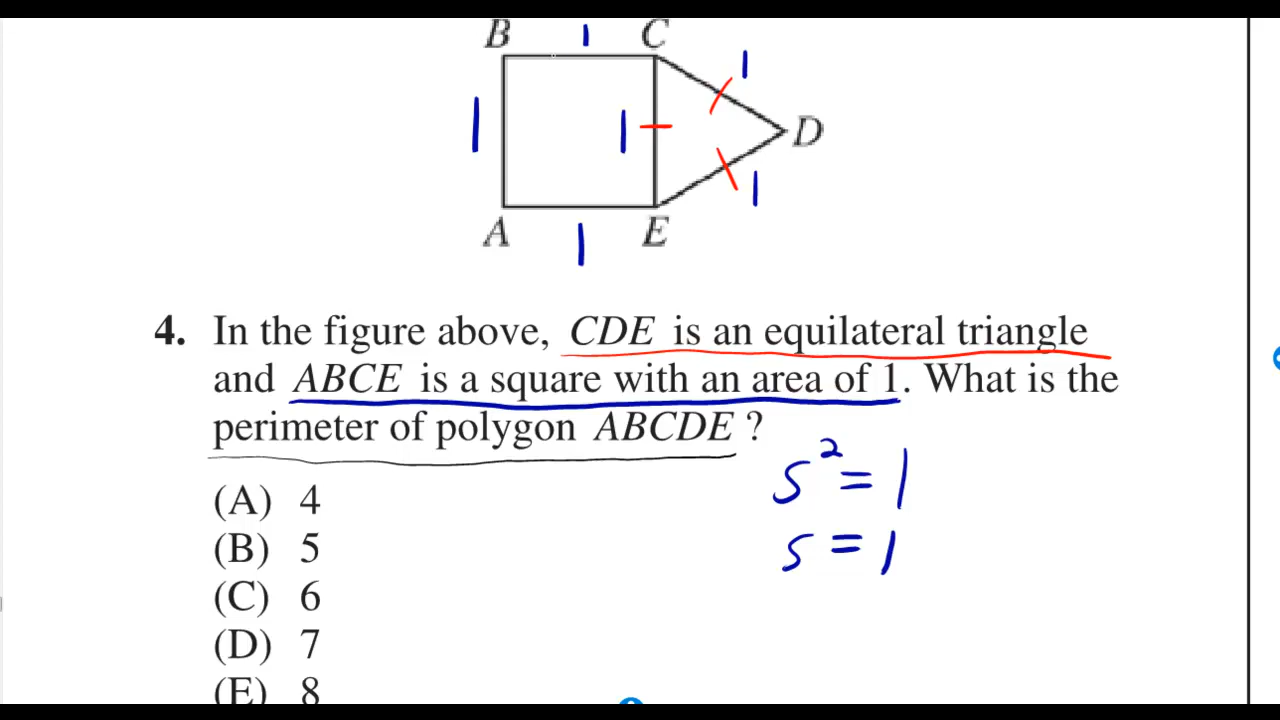 B 1 C
1
1
1
D
1
A
1
E
4. In the figure above, CDE is an equilateral triangle
and ABCE is a square with an area of 1. What is the
perimeter of polygon ABCDE ?
s² = 1
s = 1
(A) 4
(B) 5
(C) 6
(D) 7
(E) 8